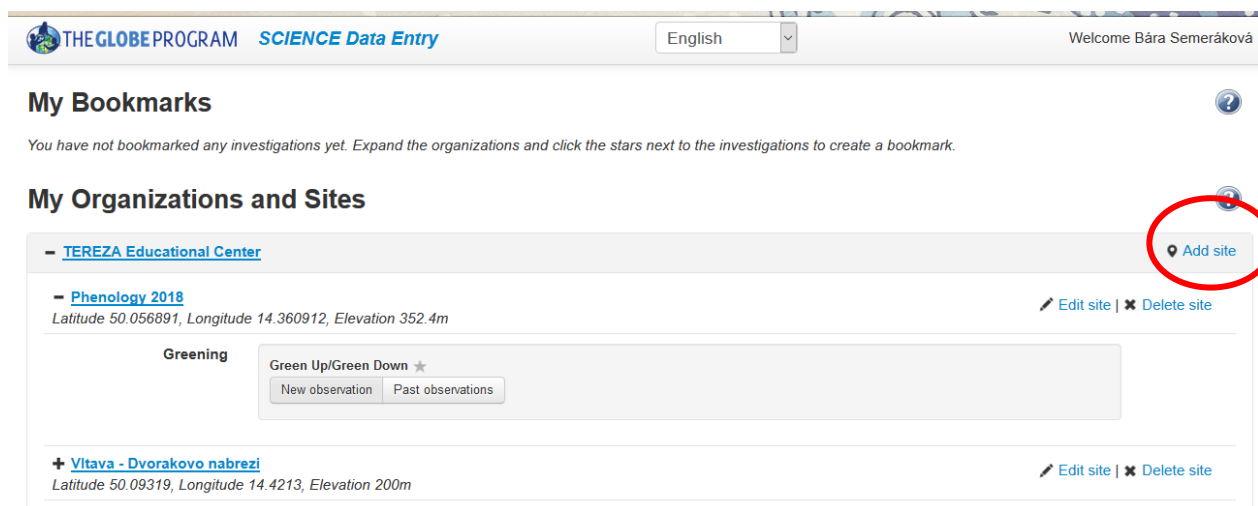 THE GLOBE PROGRAM SCIENCE Data Entry English Welcome Bára Semeráková
My Bookmarks
You have not bookmarked any investigations yet. Expand the organizations and click the stars next to the investigations to create a bookmark.
My Organizations and Sites
TEREZA Educational Center Add site
Phenology 2018 Edit site | Delete site
Latitude 50.056891, Longitude 14.360912, Elevation 352.4m
Greening
Green Up/Green Down
New observation Past observations
Vltava - Dvorakovo nabrezi Edit site | Delete site
Latitude 50.09319, Longitude 14.4213, Elevation 200m